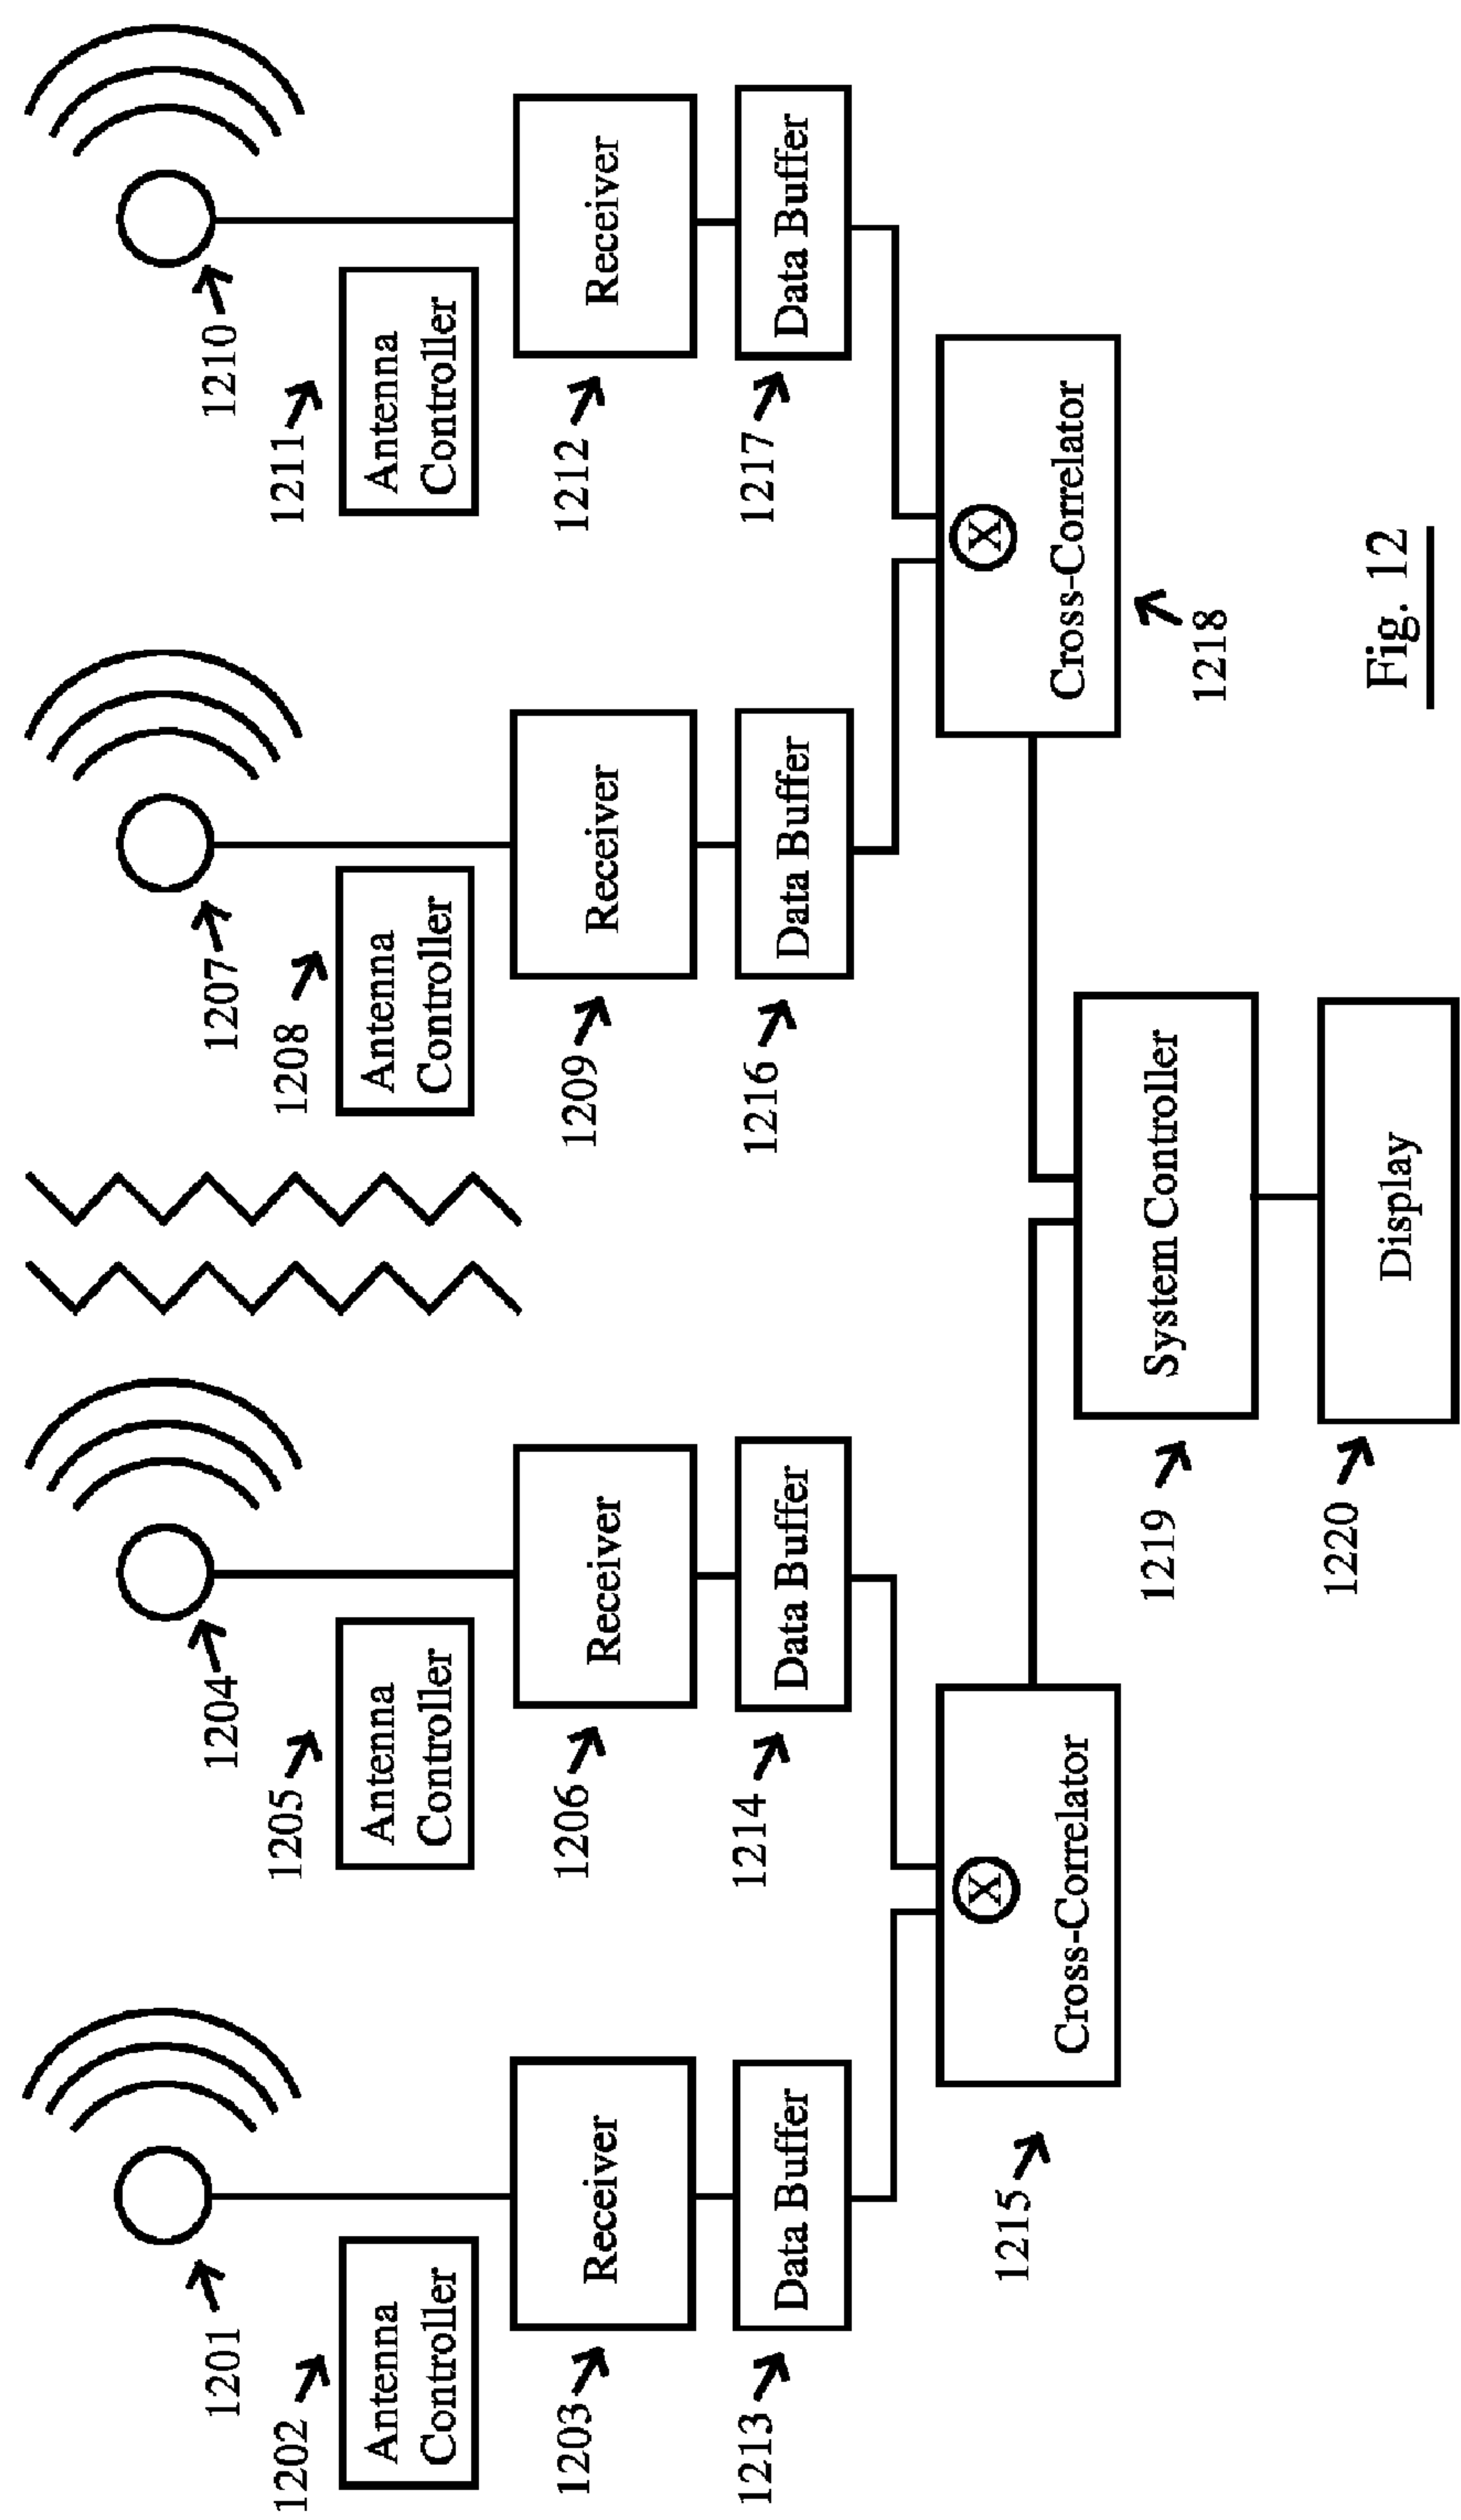 1201
1202
Antenna
Controller
1203
Receiver
1213
Data Buffer
1204
1205
Antenna
Controller
1206
Receiver
1214
Data Buffer
1215
X
Cross-Correlator
1207
1208
Antenna
Controller
1209
Receiver
1216
Data Buffer
1210
1211
Antenna
Controller
1212
Receiver
1217
Data Buffer
X
Cross-Correlator
1218
1219
System Controller
1220
Display
Fig. 12